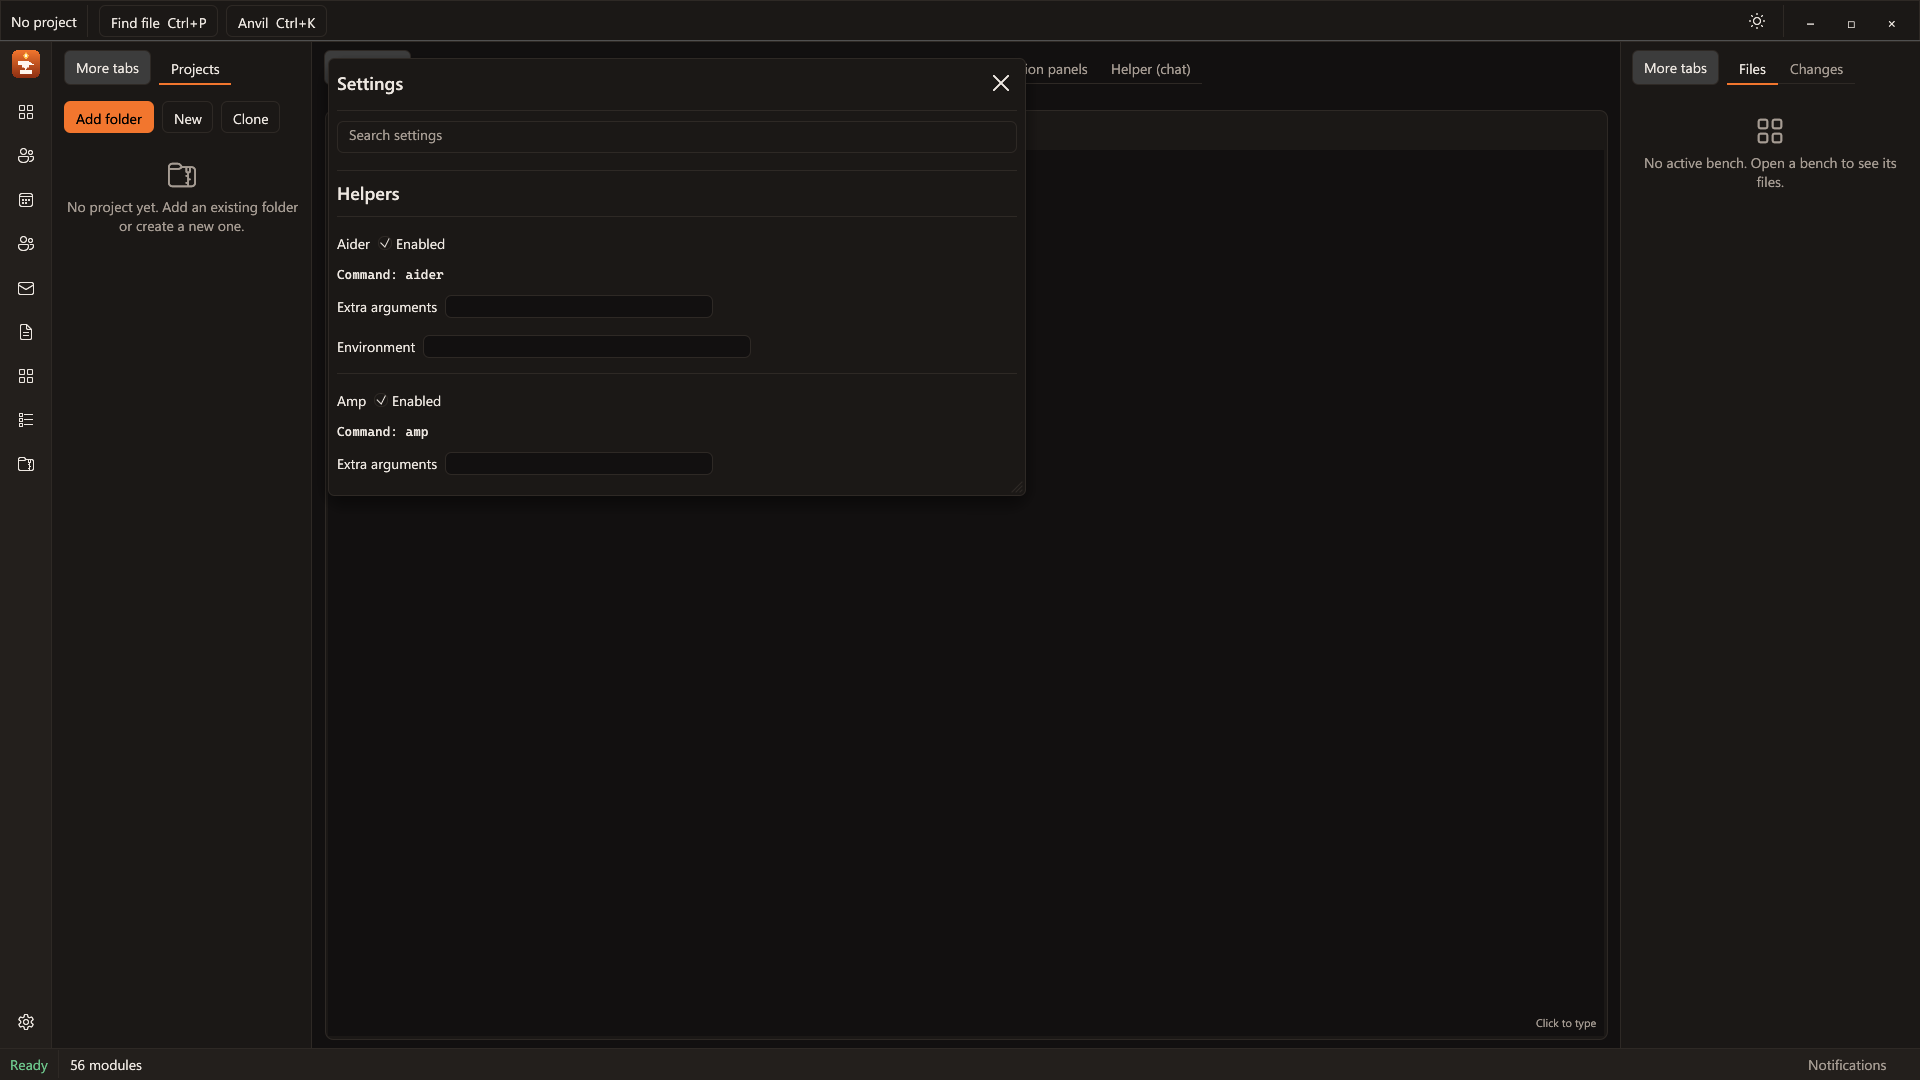 No project
Find file Ctrl+P
Anvil Ctrl+K
More tabs
Projects
Add folder
New
Clone
No project yet. Add an existing folder
or create a new one.
Settings
Search settings
Helpers
Aider Enabled
Command: aider
Extra arguments
Environment
Amp Enabled
Command: amp
Extra arguments
ion panels
Helper (chat)
Click to type
More tabs
Files
Changes
No active bench. Open a bench to see its
files.
Ready
56 modules
Notifications